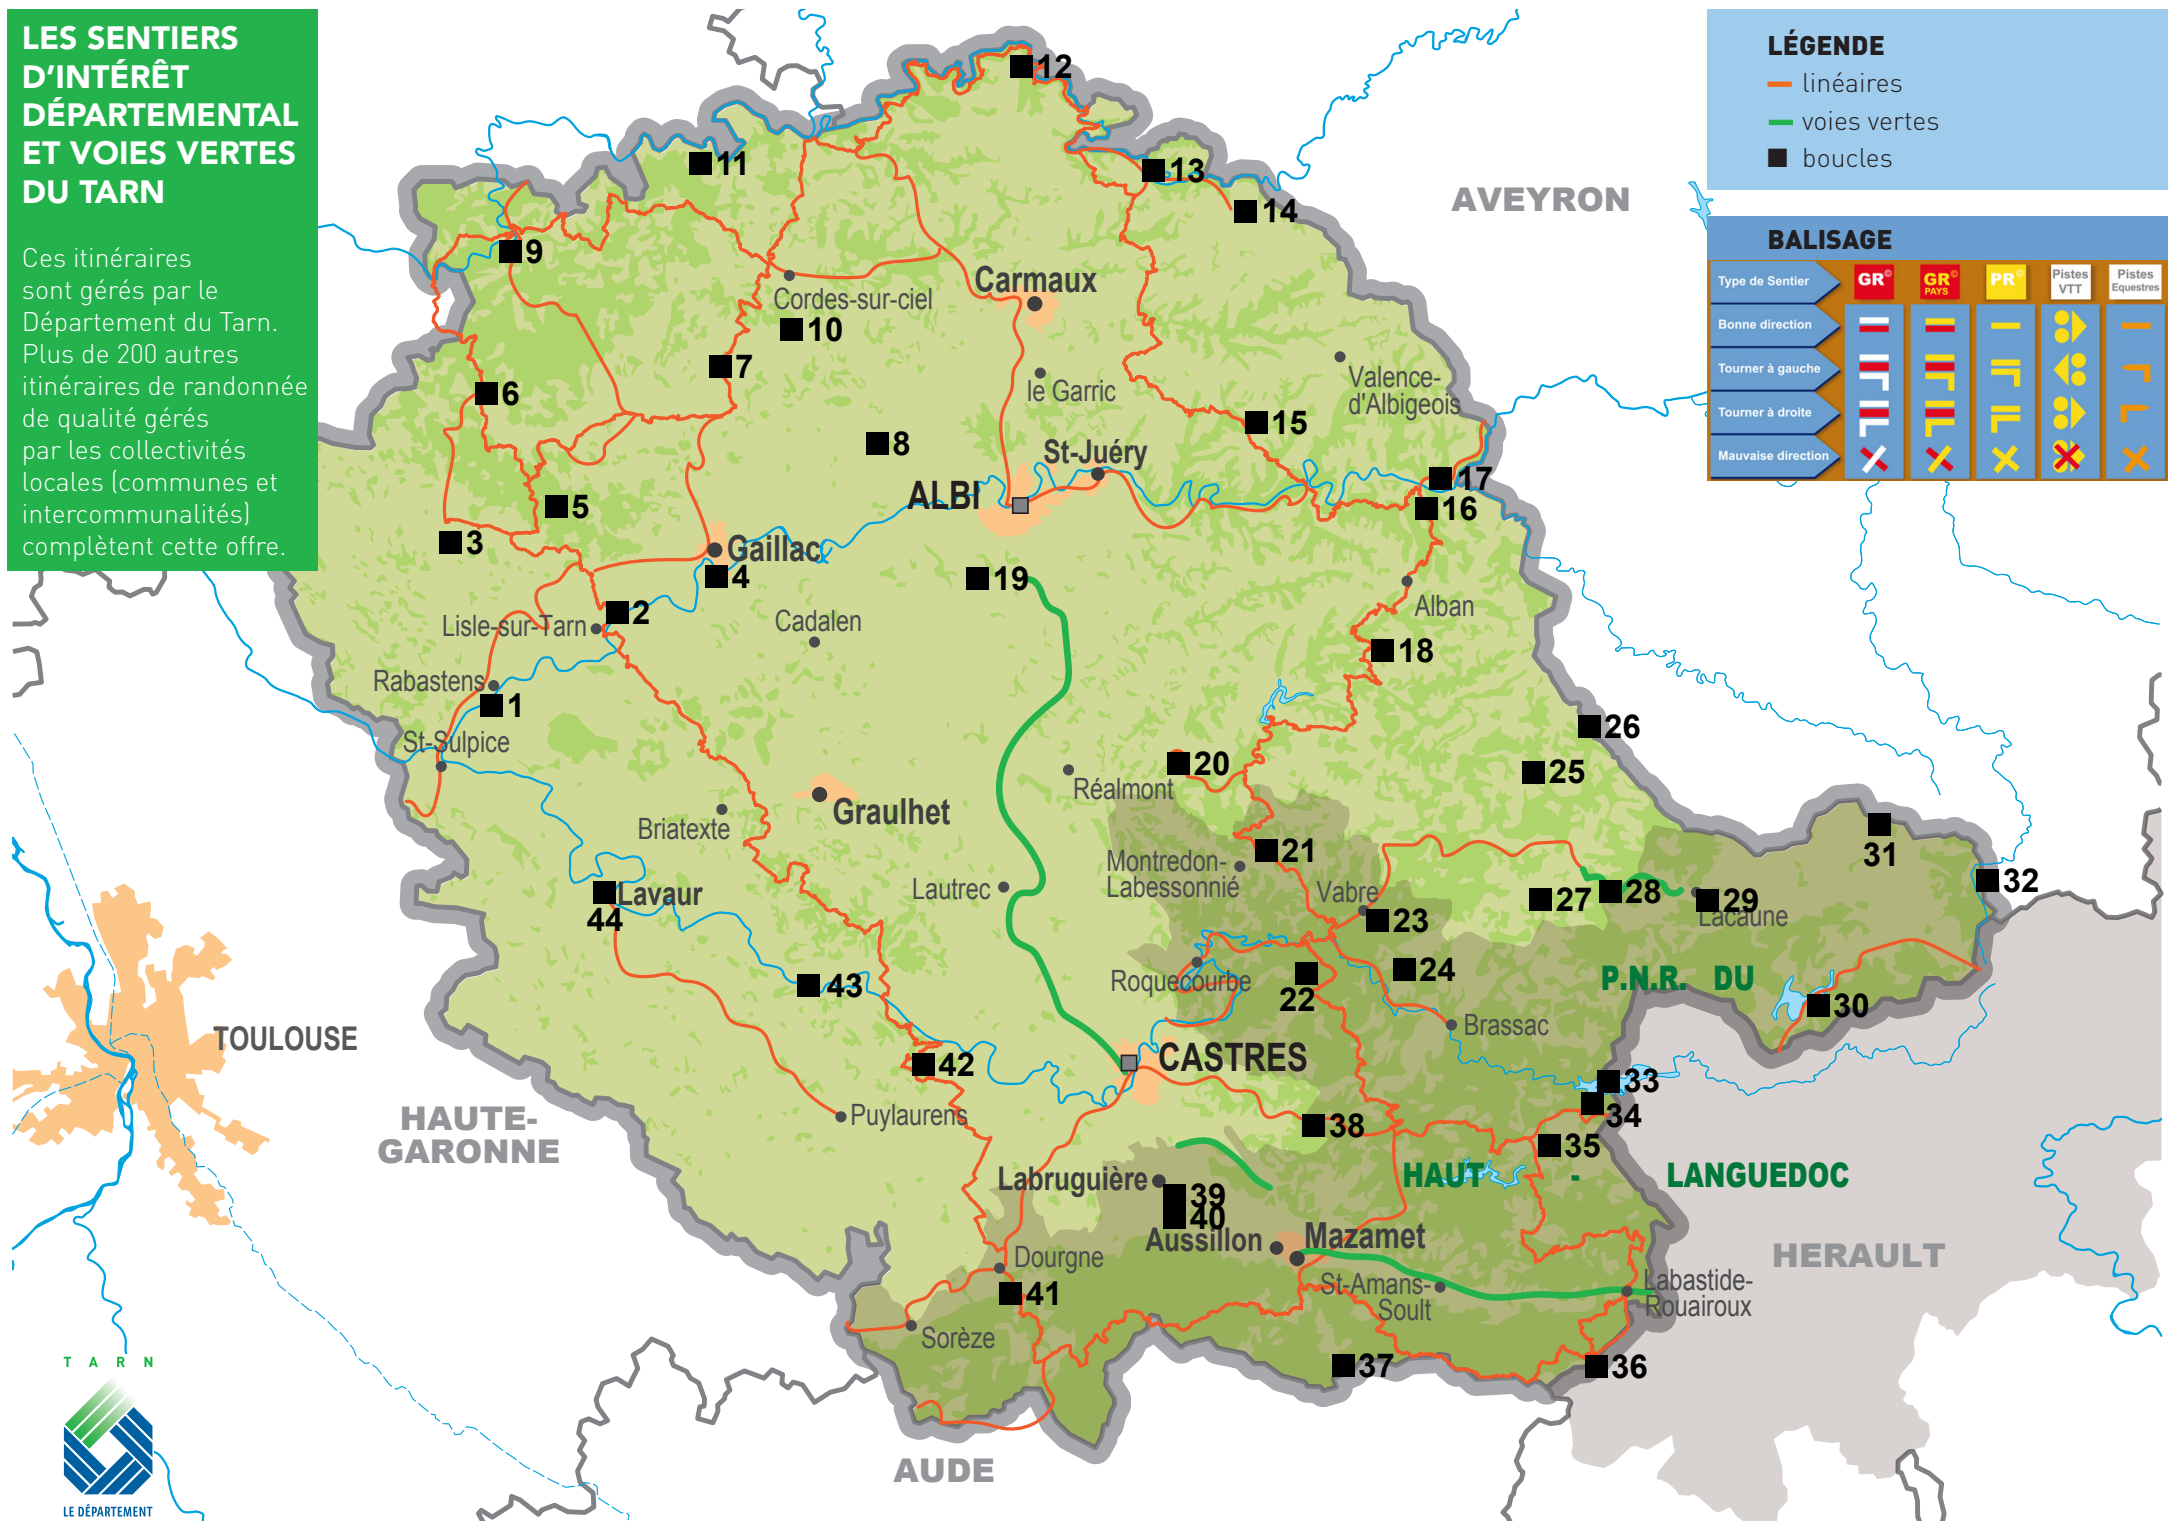 LES SENTIERS
D'INTÉRÊT
DÉPARTEMENTAL
ET VOIES VERTES
DU TARN
Ces itinéraires
sont gérés par le
Département du Tarn.
Plus de 200 autres
itinéraires de randonnée
de qualité gérés
par les collectivités
locales (communes et
intercommunalités)
complètent cette offre.
LÉGENDE
linéaires
voies vertes
boucles
BALISAGE
Type de Sentier
GR©
GR©
PAYS
PR©
Pistes
VTT
Pistes
Equestres
Bonne direction
Tourner à gauche
Tourner à droite
Mauvaise direction
12
11
13
AVEYRON
14
9
Carmaux
Cordes-sur-ciel
10
7
le Garric
Valence-
d'Albigeois
6
15
8
St-Juéry
17
ALBI
16
5
3
Gaillac
4
19
Alban
2
Lisle-sur-Tarn
Cadalen
18
Rabastens
1
26
St-Sulpice
20
25
Réalmont
Graulhet
Briatexte
31
21
Montredon-
Labessonnié
32
Lautrec
Vabre
27
28
29
Lacaune
Lavaur
44
23
24
Roquecourbe
22
P.N.R. DU
43
30
Brassac
TOULOUSE
CASTRES
42
33
34
HAUTE-
GARONNE
Puylaurens
38
35
Labruguière
HAUT - LANGUEDOC
39
40
Aussillon
Mazamet
HERAULT
Dourgne
St-Amans-
Soult
Labastide-
Rouairoux
41
Sorèze
37
36
AUDE
TARN
LE DÉPARTEMENT